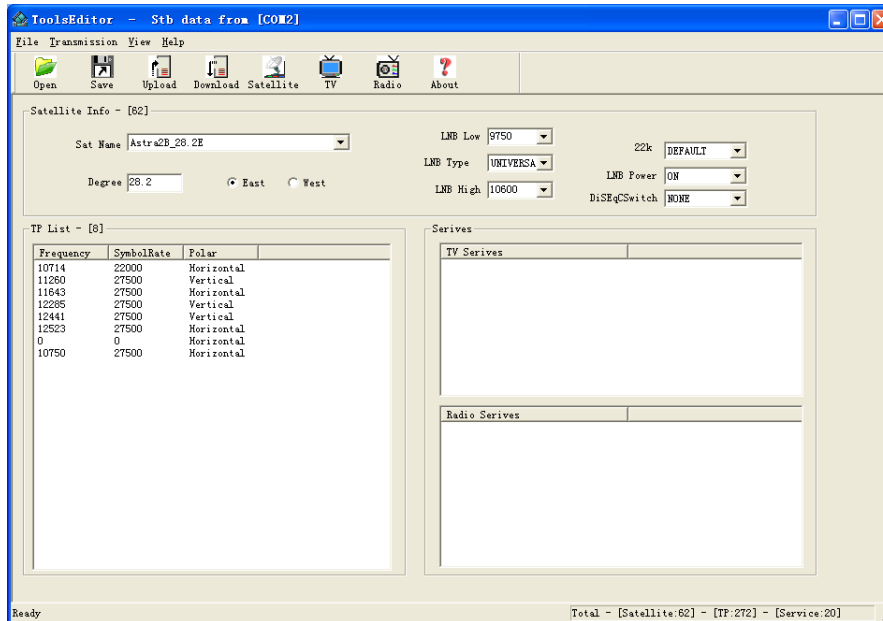 ToolsEditor - Stb data from [COM2]
File Transmission View Help
Open Save Upload Download Satellite TV Radio About
Satellite Info - [62]
Sat Name Astra2B_28.2E
Degree 28.2 East West
LNB Low 9750
LNB Type UNIVERSA
LNB High 10600
22k DEFAULT
LNB Power ON
DiSEqCSwitch NONE
TP List - [8]
Frequency SymbolRate Polar
10714 22000 Horizontal
11260 27500 Vertical
11643 27500 Horizontal
12285 27500 Vertical
12441 27500 Vertical
12523 27500 Horizontal
0 0 Horizontal
10750 27500 Horizontal
Serives
TV Serives
Radio Serives
Ready
Total - [Satellite:62] - [TP:272] - [Service:20]